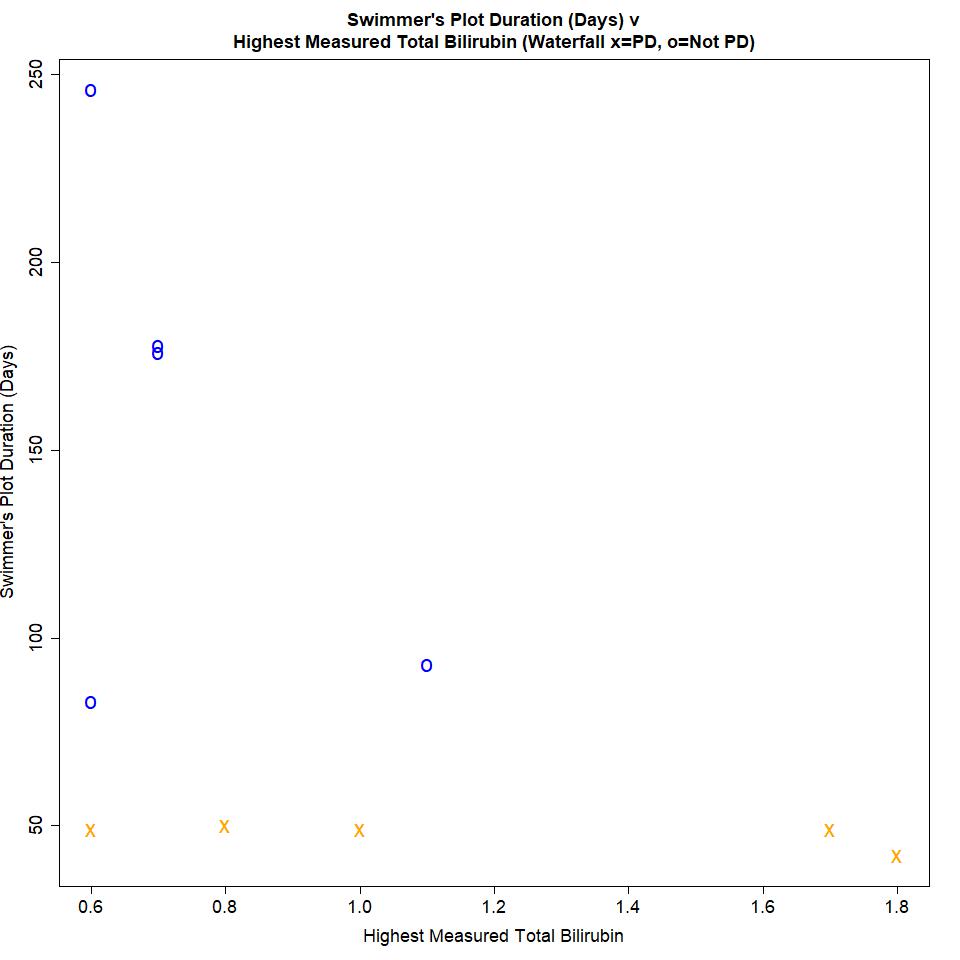 Swimmer's Plot Duration (Days) v
Highest Measured Total Bilirubin (Waterfall x=PD, o=Not PD)
Swimmer's Plot Duration (Days)
250
200
150
100
50
o
o
o
o
o
x
x
x
x
x
0.6 0.8 1.0 1.2 1.4 1.6 1.8
Highest Measured Total Bilirubin